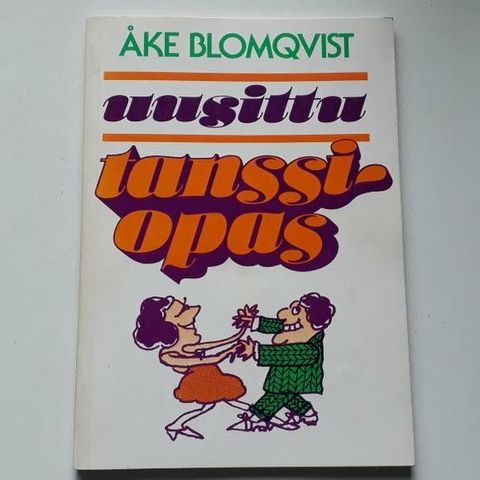 ÅKE BLOMQVIST
uusittu
tanssi-
opas